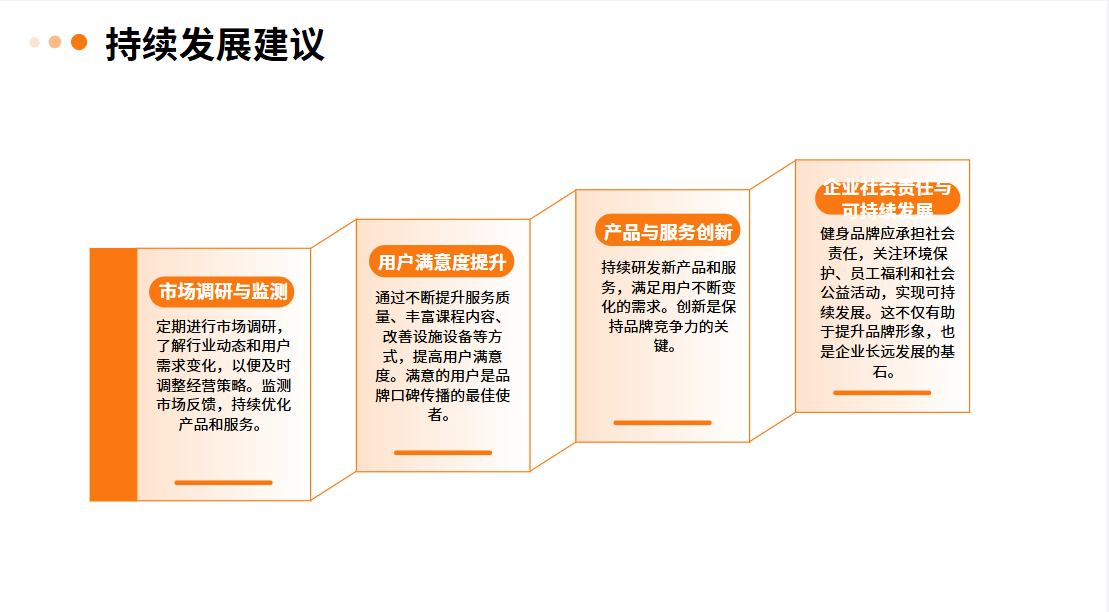 持续发展建议
市场调研与监测
定期进行市场调研，
了解行业动态和用户
需求变化，以便及时
调整经营策略。监测
市场反馈，持续优化
产品和服务。
用户满意度提升
通过不断提升服务质
量、丰富课程内容、
改善设施设备等方
式，提高用户满意
度。满意的用户是品
牌口碑传播的最佳使
者。
产品与服务创新
持续研发新产品和服
务，满足用户不断变
化的需求。创新是保
持品牌竞争力的关
键。
企业社会责任与
可持续发展
健身品牌应承担社会
责任，关注环境保
护、员工福利和社会
公益活动，实现可持
续发展。这不仅有助
于提升品牌形象，也
是企业长远发展的基
石。